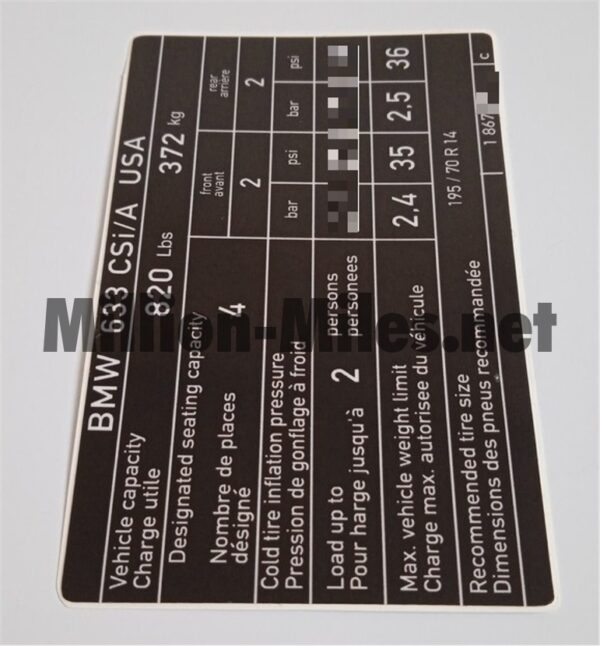 BMW 633 CSi/A USA
Vehicle capacity
Charge utile
820 Lbs 372 kg
Designated seating capacity
Nombre de places
désigné
4
front
avant
2
rear
arrière
2
Cold tire inflation pressure
Pression de gonflage à froid
bar psi bar psi
Load up to
Pour harge jusqu'à
2
persons
personees
Max. vehicle weight limit
Charge max. autorisee du véhicule
2,4 35 2,5 36
Recommended tire size
Dimensions des pneus recommandée
195 / 70 R 14
1 867 c
Million-Miles.net